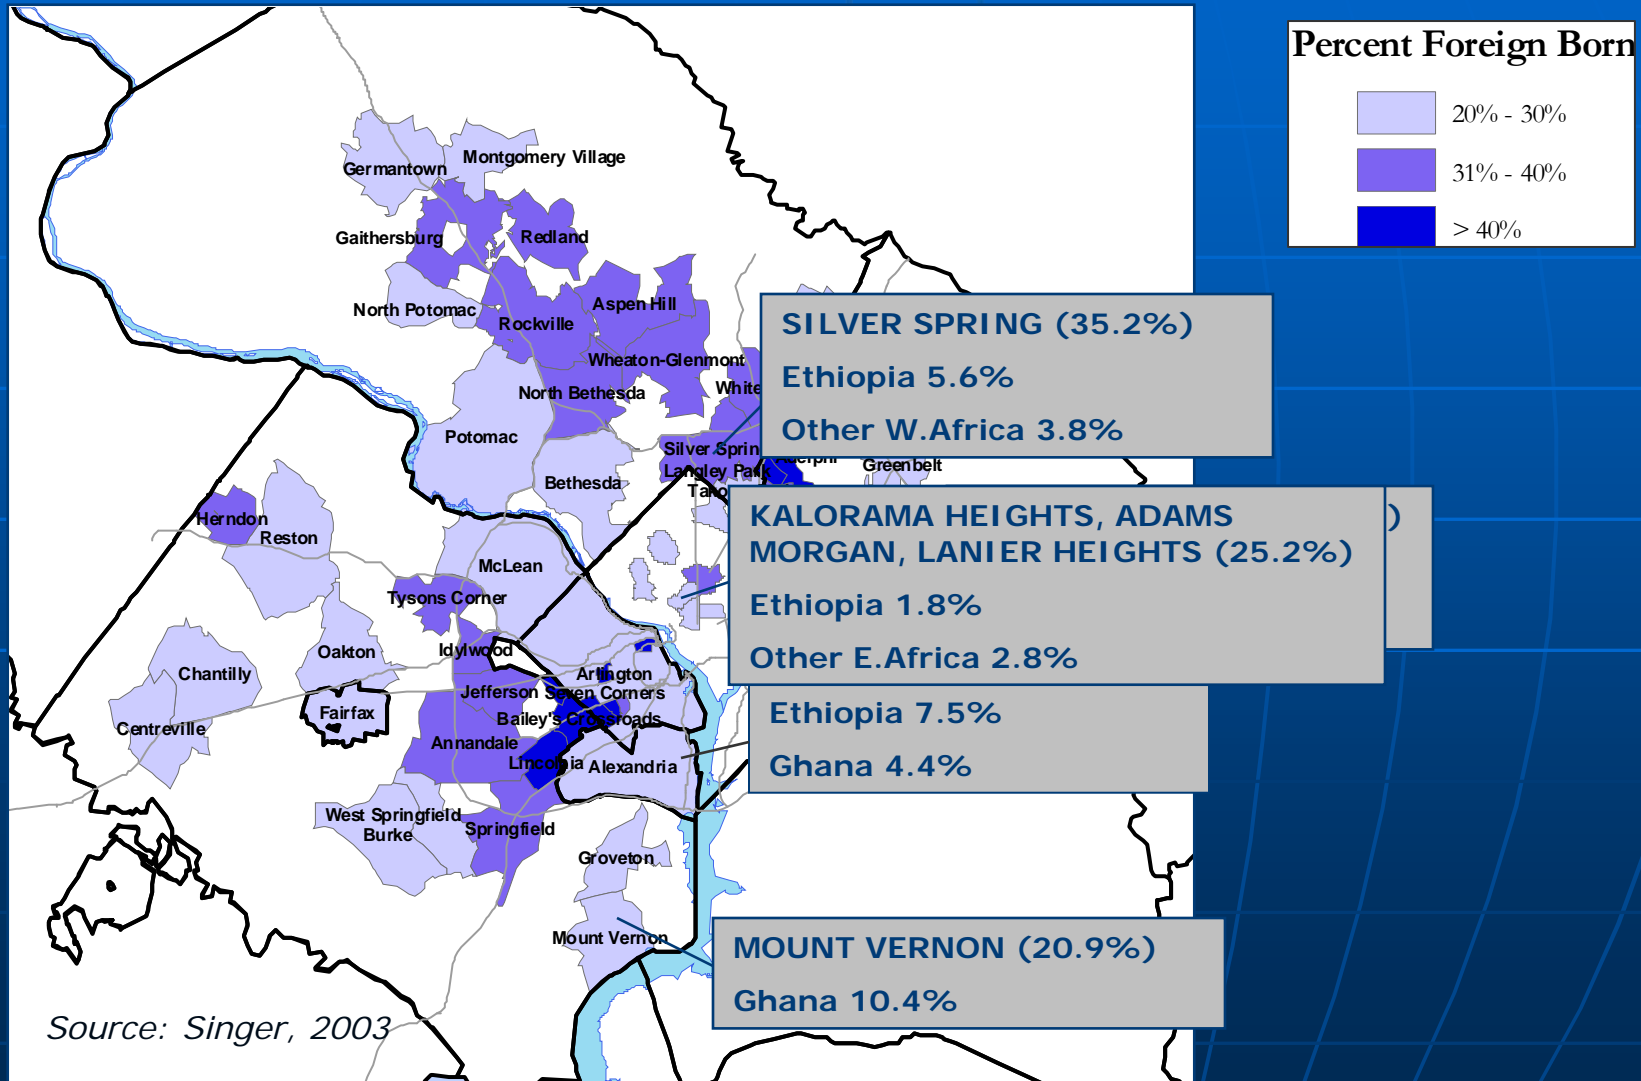 Percent Foreign Born
20% - 30%
31% - 40%
> 40%
Germantown
Montgomery Village
Gaithersburg
Redland
North Potomac
Rockville
Aspen Hill
Wheaton-Glenmont
North Bethesda
White
Potomac
Silver Sprin
Langley Park
Adelphi
Greenbelt
Bethesda
Tako
Herndon
Reston
McLean
Tysons Corner
Idylwood
Oakton
Chantilly
Arlington
Jefferson
Seven Corners
Fairfax
Centreville
Bailey's Crossroads
Annandale
Lincolnia
Alexandria
West Springfield
Burke
Springfield
Groveton
Mount Vernon
SILVER SPRING (35.2%)
Ethiopia 5.6%
Other W.Africa 3.8%
)
KALORAMA HEIGHTS, ADAMS
MORGAN, LANIER HEIGHTS (25.2%)
Ethiopia 1.8%
Other E.Africa 2.8%
Ethiopia 7.5%
Ghana 4.4%
MOUNT VERNON (20.9%)
Ghana 10.4%
Source: Singer, 2003